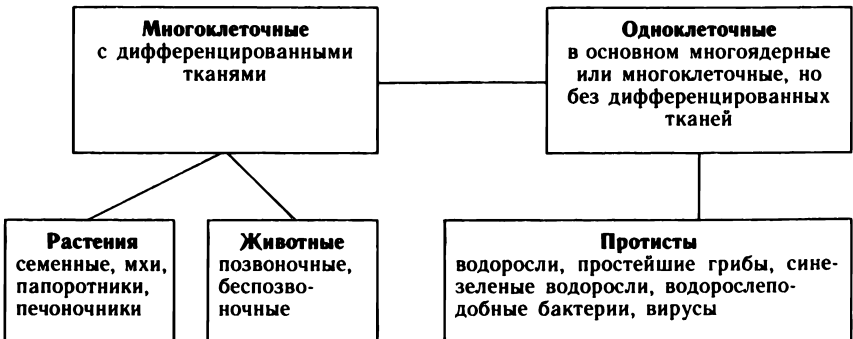 Многоклеточные
с дифференцированными
тканями
Одноклеточные
в основном многоядерные
или многоклеточные, но
без дифференцированных
тканей
Растения
семенные, мхи,
папоротники,
печоночники
Животные
позвоночные,
беспозво-
ночные
Протисты
водоросли, простейшие грибы, сине-
зеленые водоросли, водорослепо-
добные бактерии, вирусы